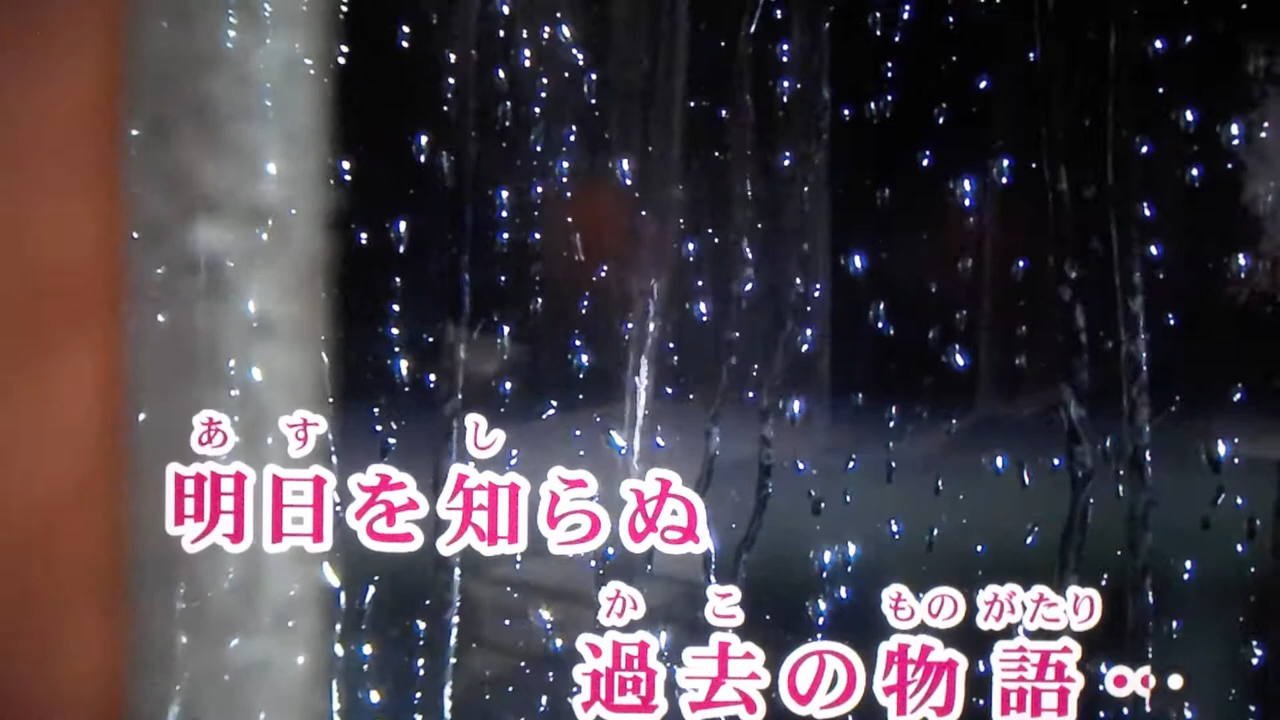 あす し
明日を知らぬ
かこ ものがたり
過去の物語…